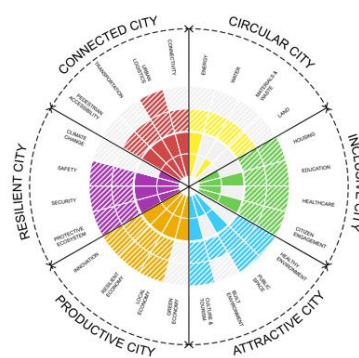 CONNECTED CITY
CIRCULAR CITY
INCLUSIVE CITY
ATTRACTIVE CITY
PRODUCTIVE CITY
RESILIENT CITY
ENERGY
WATER
MATERIALS &
WASTE
LAND
HOUSING
EDUCATION
HEALTHCARE
CITIZEN
ENGAGEMENT
HEALTHY
ENVIRONMENT
PUBLIC
SPACE
BUILT
ENVIRONMENT
CULTURE &
TOURISM
GREEN
ECONOMY
LOCAL
ECONOMY
RESILIENT
ECONOMY
INNOVATION
PROTECTIVE
ECOSYSTEM
SECURITY
SAFETY
CLIMATE
CHANGE
PEDESTRIAN
ACCESSIBILITY
TRANSPORTATION
URBAN
LOGISTICS
CONNECTIVITY